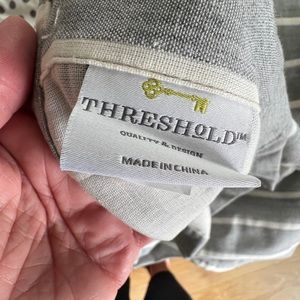 THRESHOLD™
QUALITY & DESIGN
MADE IN CHINA